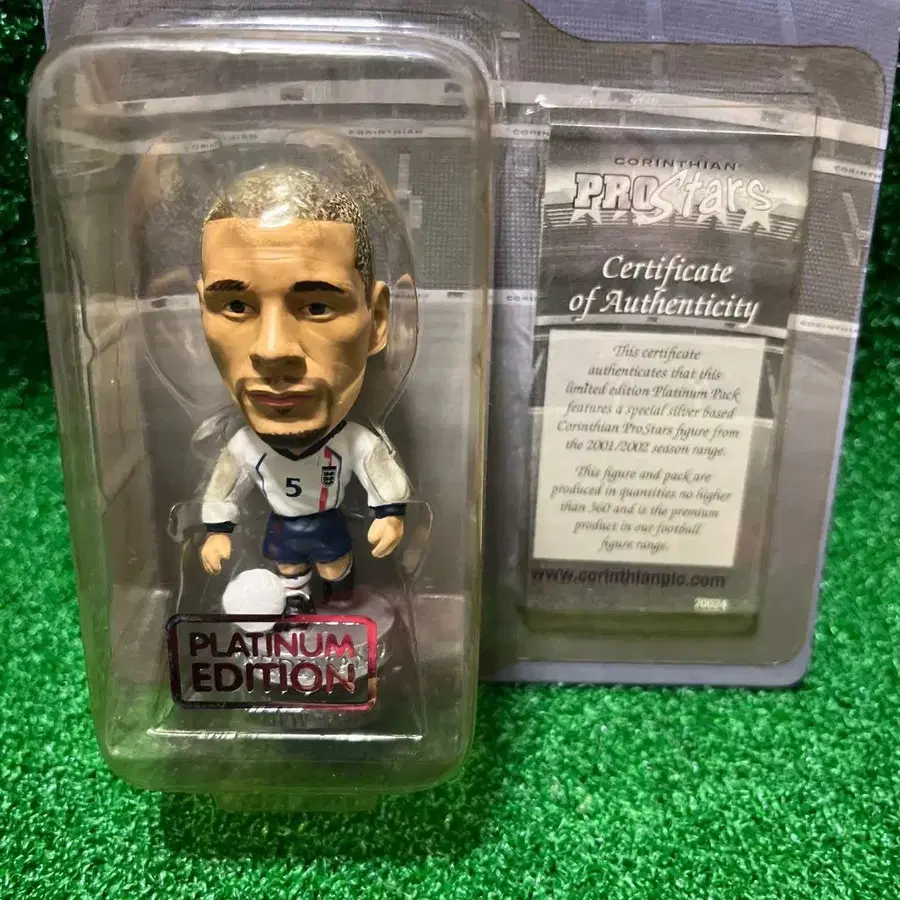 CORINTHIAN
CORINTHIAN
PROStars
Certificate
of Authenticity
This certificate
authenticates that this
limited edition Platinum Pack
features a special silver based
Corinthian ProStars figure from
the 2001/2002 season range.
This figure and pack are
produced in quantities no higher
than 360 and is the premium
product in our football
figure range.
www.corinthianplc.com
20024
5
PLATINUM
EDITION